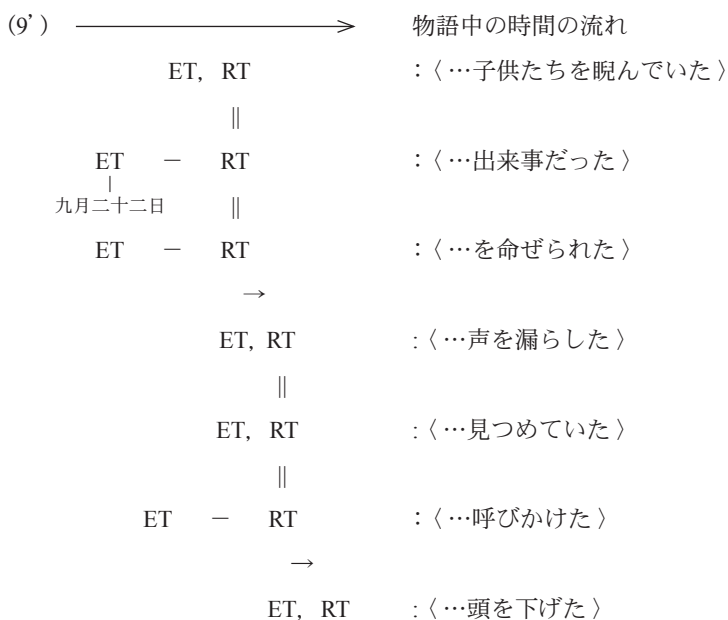 (9’) 物語中の時間の流れ
ET, RT :〈…子供たちを睨んでいた〉
||
ET − RT :〈…出来事だった〉
九月二十二日 ||
ET − RT :〈…を命ぜられた〉
→
ET, RT :〈…声を漏らした〉
||
ET, RT :〈…見つめていた〉
||
ET − RT :〈…呼びかけた〉
→
ET, RT :〈…頭を下げた〉